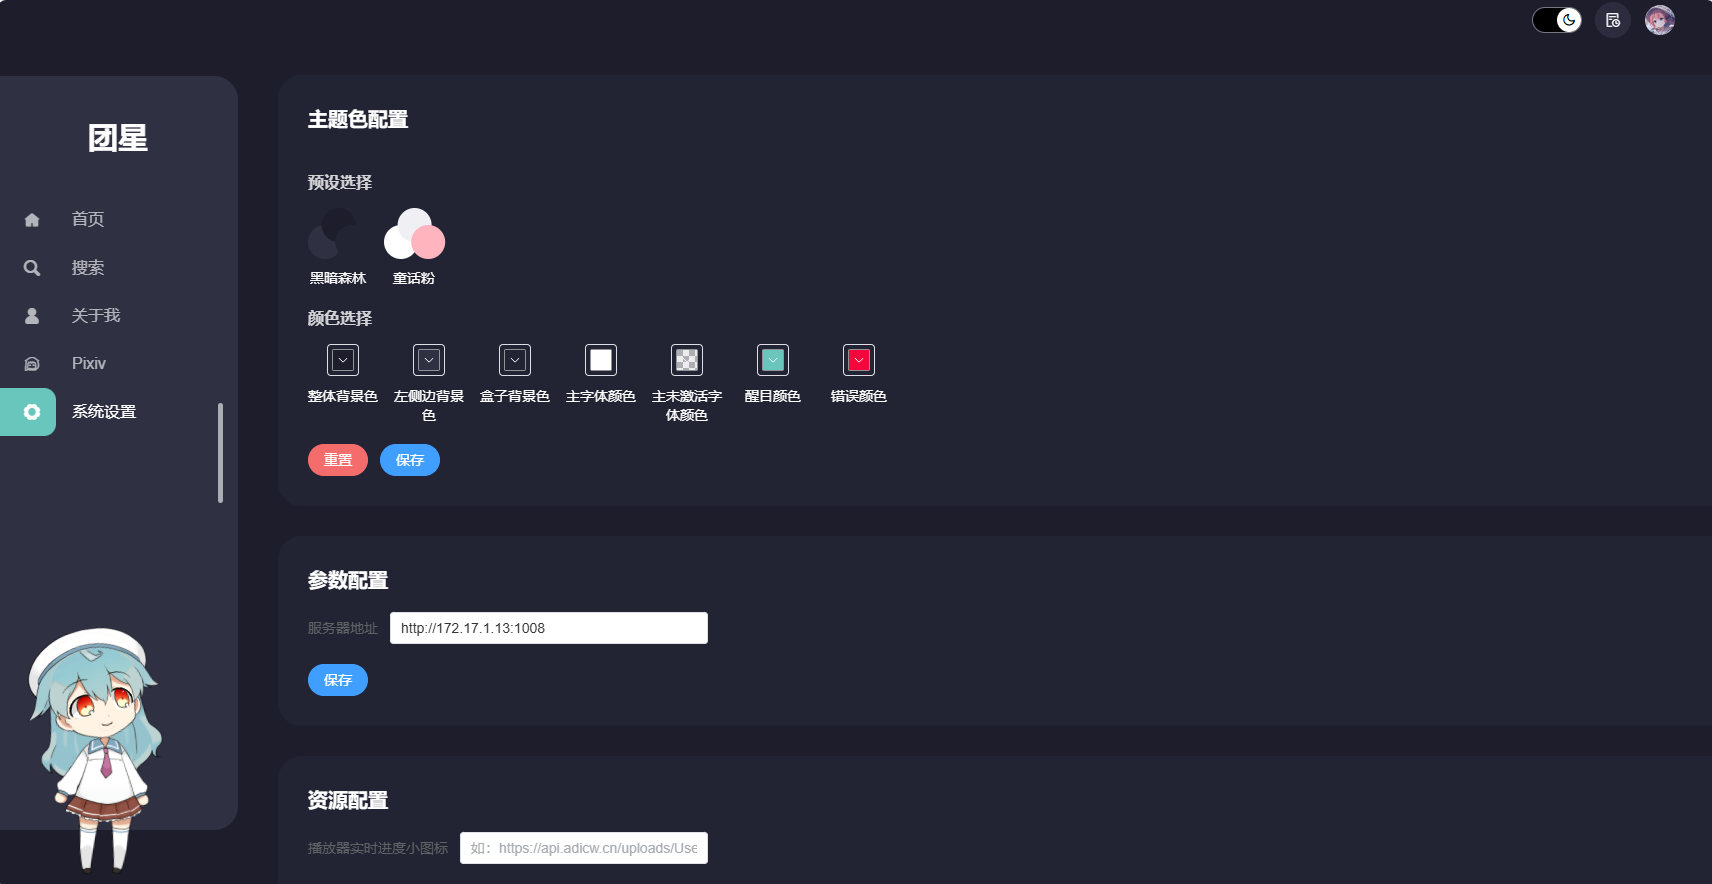 团星
首页
搜索
关于我
Pixiv
系统设置
主题色配置
预设选择
黑暗森林
童话粉
颜色选择
整体背景色
左侧边背景
色
盒子背景色
主字体颜色
主未激活字
体颜色
醒目颜色
错误颜色
重置
保存
参数配置
服务器地址
http://172.17.1.13:1008
保存
资源配置
播放器实时进度小图标
如：https://api.adicw.cn/uploads/Use